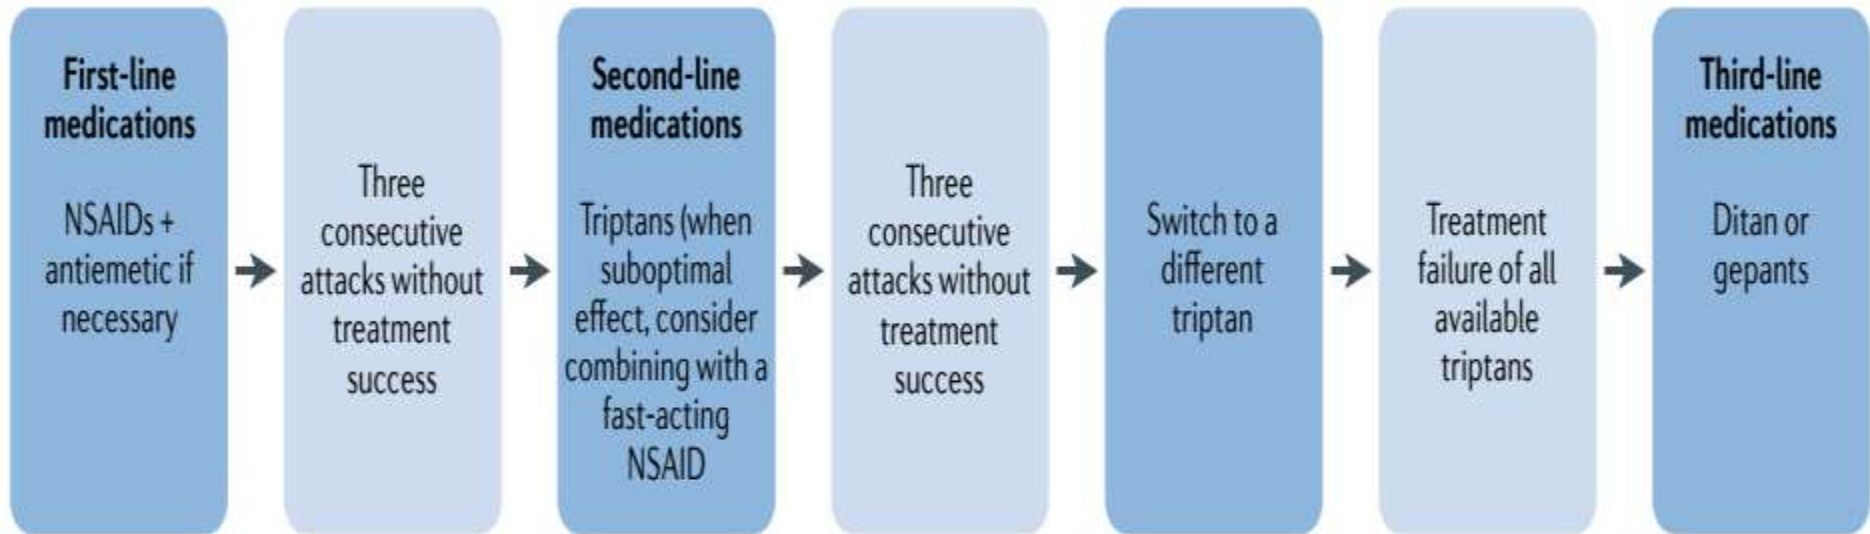 First-line
medications
NSAIDs +
antiemetic if
necessary
Three
consecutive
attacks without
treatment
success
Second-line
medications
Triptans (when
suboptimal
effect, consider
combining with a
fast-acting
NSAID
Three
consecutive
attacks without
treatment
success
Switch to a
different
triptan
Treatment
failure of all
available
triptans
Third-line
medications
Ditan or
gepants